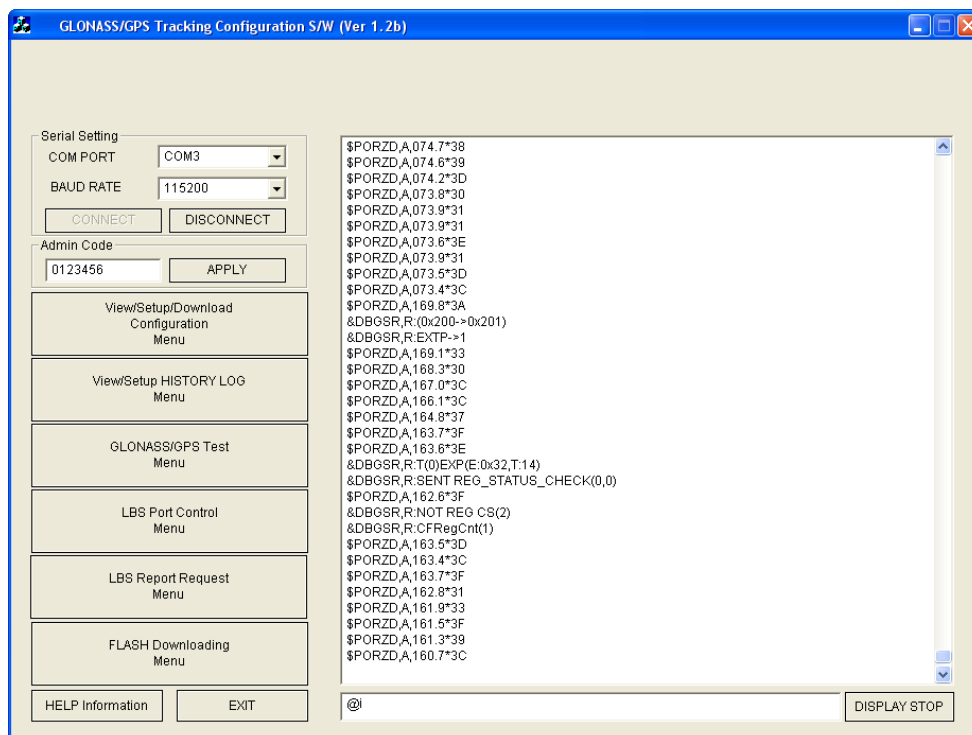 GLONASS/GPS Tracking Configuration S/W (Ver 1.2b)
Serial Setting
COM PORT
COM3
BAUD RATE
115200
CONNECT
DISCONNECT
Admin Code
0123456
APPLY
View/Setup/Download
Configuration
Menu
View/Setup HISTORY LOG
Menu
GLONASS/GPS Test
Menu
LBS Port Control
Menu
LBS Report Request
Menu
FLASH Downloading
Menu
HELP Information
EXIT
$PORZD,A,074.7*38
$PORZD,A,074.6*39
$PORZD,A,074.2*3D
$PORZD,A,073.8*30
$PORZD,A,073.9*31
$PORZD,A,073.9*31
$PORZD,A,073.6*3E
$PORZD,A,073.9*31
$PORZD,A,073.5*3D
$PORZD,A,073.4*3C
$PORZD,A,169.8*3A
&DBGSR,R:(0x200->0x201)
&DBGSR,R:EXTP->1
$PORZD,A,169.1*33
$PORZD,A,168.3*30
$PORZD,A,167.0*3C
$PORZD,A,166.1*3C
$PORZD,A,164.8*37
$PORZD,A,163.7*3F
$PORZD,A,163.6*3E
&DBGSR,R:T(0)EXP(E:0x32,T:14)
&DBGSR,R:SENT REG_STATUS_CHECK(0,0)
$PORZD,A,162.6*3F
&DBGSR,R:NOT REG CS(2)
&DBGSR,R:CFRegCnt(1)
$PORZD,A,163.5*3D
$PORZD,A,163.4*3C
$PORZD,A,163.7*3F
$PORZD,A,162.8*31
$PORZD,A,161.9*33
$PORZD,A,161.5*3F
$PORZD,A,161.3*39
$PORZD,A,160.7*3C
@i
DISPLAY STOP